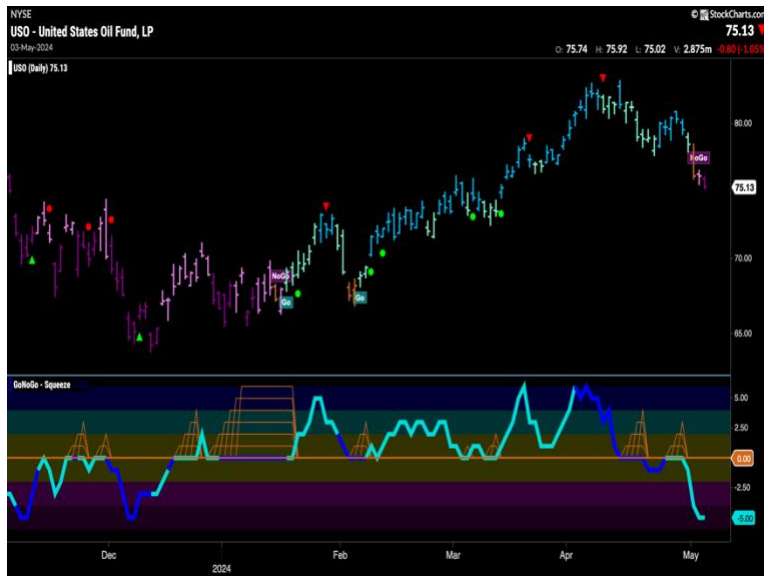 NYSE
© StockCharts.com
USO - United States Oil Fund, LP
75.13
03-May-2024
O: 75.74 H: 75.92 L: 75.02 V: 2.875m -0.80 (-1.05%)
USO (Daily) 75.13
80.00
NoGo
75.13
70.00
NoGo
Go
Go
65.00
GoNoGo - Squeeze
5.00
2.50
0.00
-2.50
-5.00
Dec
2024
Feb
Mar
Apr
May